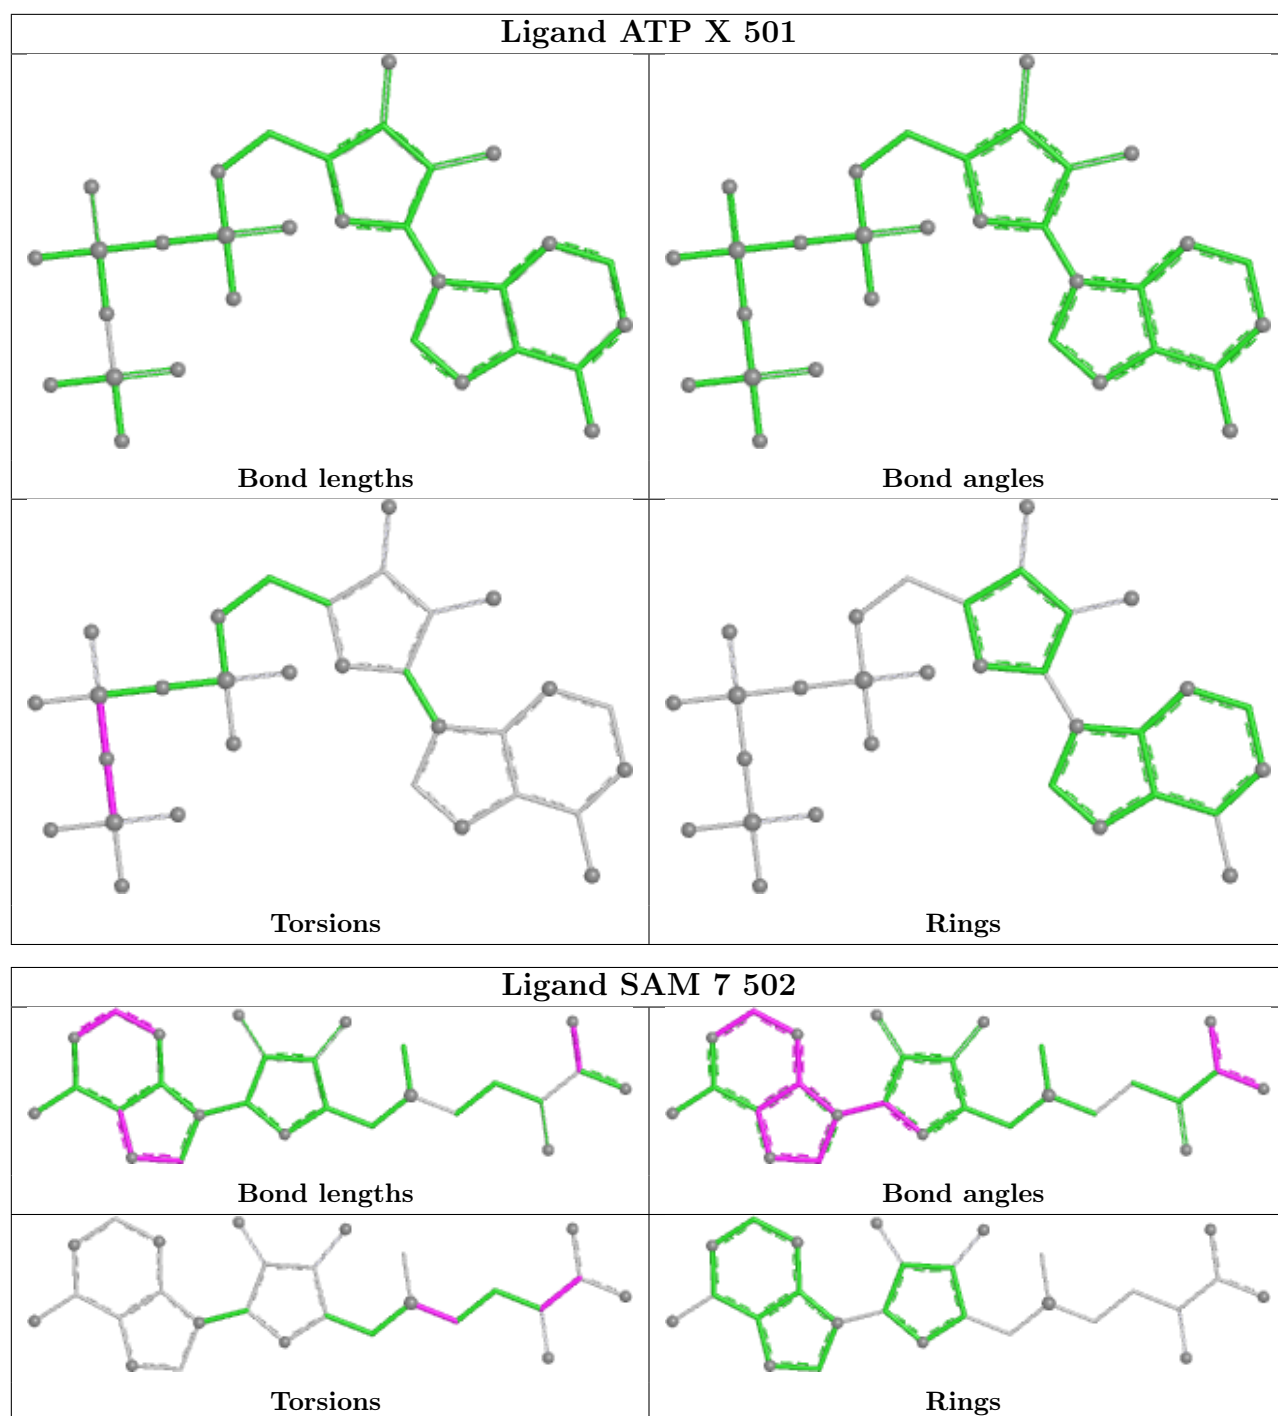 Ligand ATP X 501
Bond lengths
Bond angles
Torsions
Rings
Ligand SAM 7 502
Bond lengths
Bond angles
Torsions
Rings